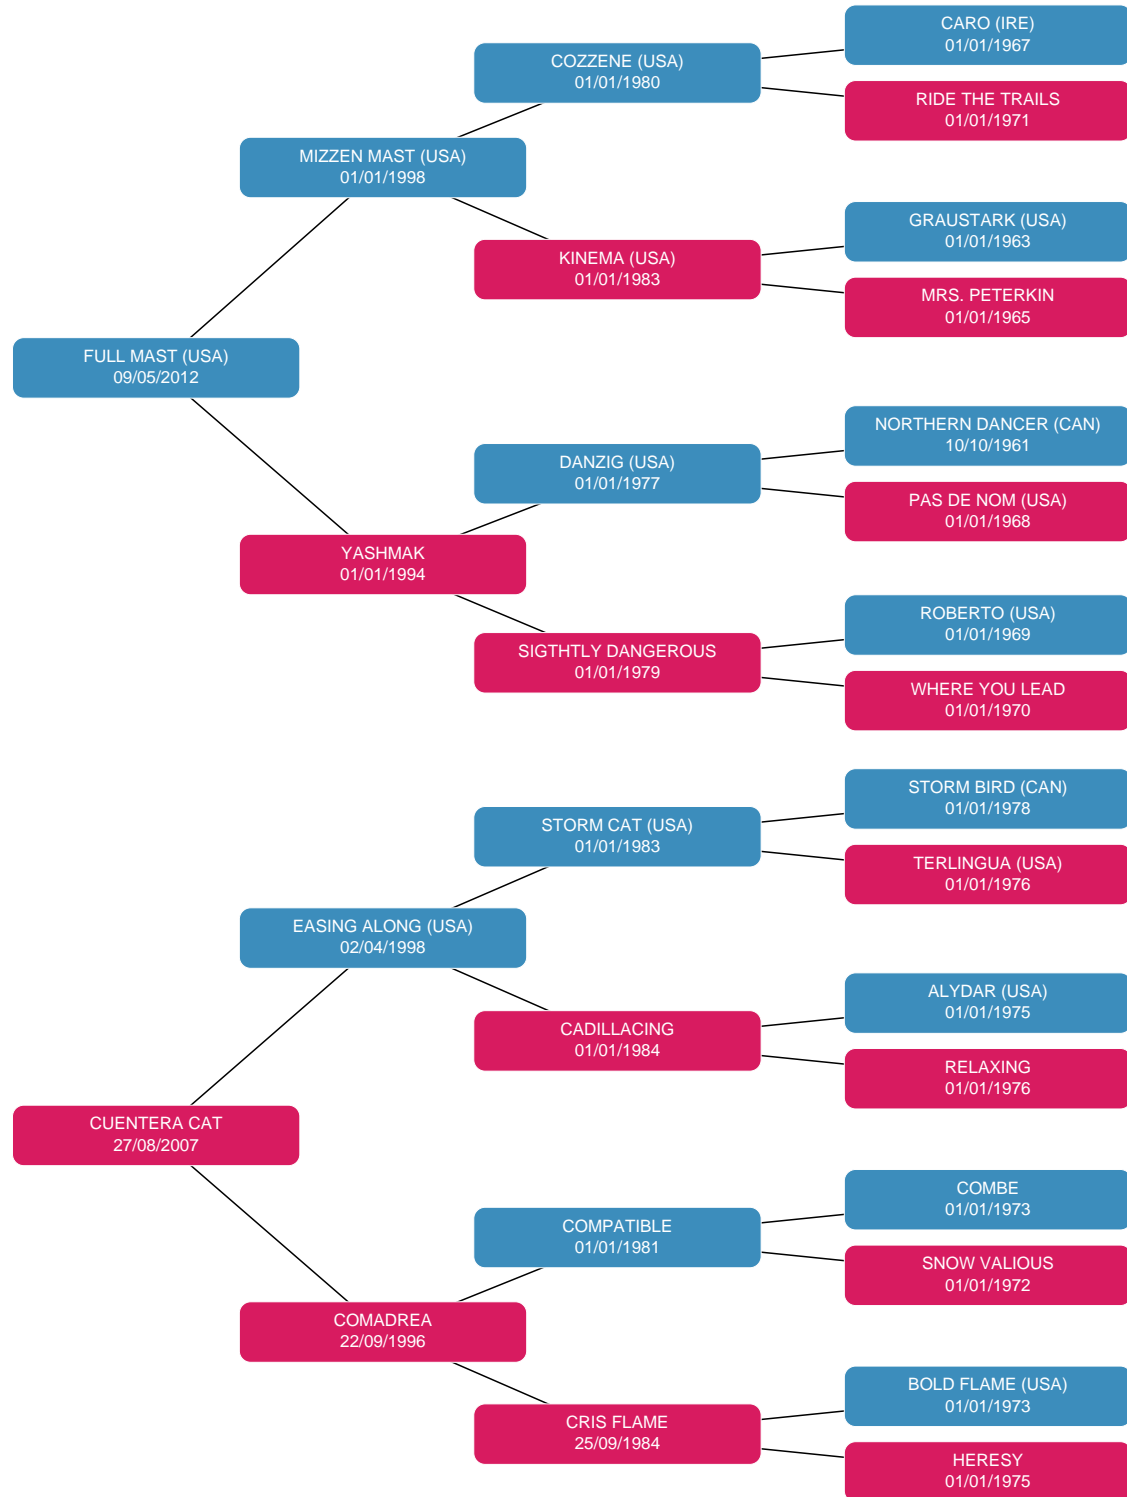 CARO (IRE)
01/01/1967
COZZENE (USA)
01/01/1980
RIDE THE TRAILS
01/01/1971
MIZZEN MAST (USA)
01/01/1998
GRAUSTARK (USA)
01/01/1963
KINEMA (USA)
01/01/1983
MRS. PETERKIN
01/01/1965
FULL MAST (USA)
09/05/2012
NORTHERN DANCER (CAN)
10/10/1961
DANZIG (USA)
01/01/1977
PAS DE NOM (USA)
01/01/1968
YASHMAK
01/01/1994
ROBERTO (USA)
01/01/1969
SIGTHTLY DANGEROUS
01/01/1979
WHERE YOU LEAD
01/01/1970
STORM BIRD (CAN)
01/01/1978
STORM CAT (USA)
01/01/1983
TERLINGUA (USA)
01/01/1976
EASING ALONG (USA)
02/04/1998
ALYDAR (USA)
01/01/1975
CADILLACING
01/01/1984
RELAXING
01/01/1976
CUENTERA CAT
27/08/2007
COMBE
01/01/1973
COMPATIBLE
01/01/1981
SNOW VALIOUS
01/01/1972
COMADREA
22/09/1996
BOLD FLAME (USA)
01/01/1973
CRIS FLAME
25/09/1984
HERESY
01/01/1975